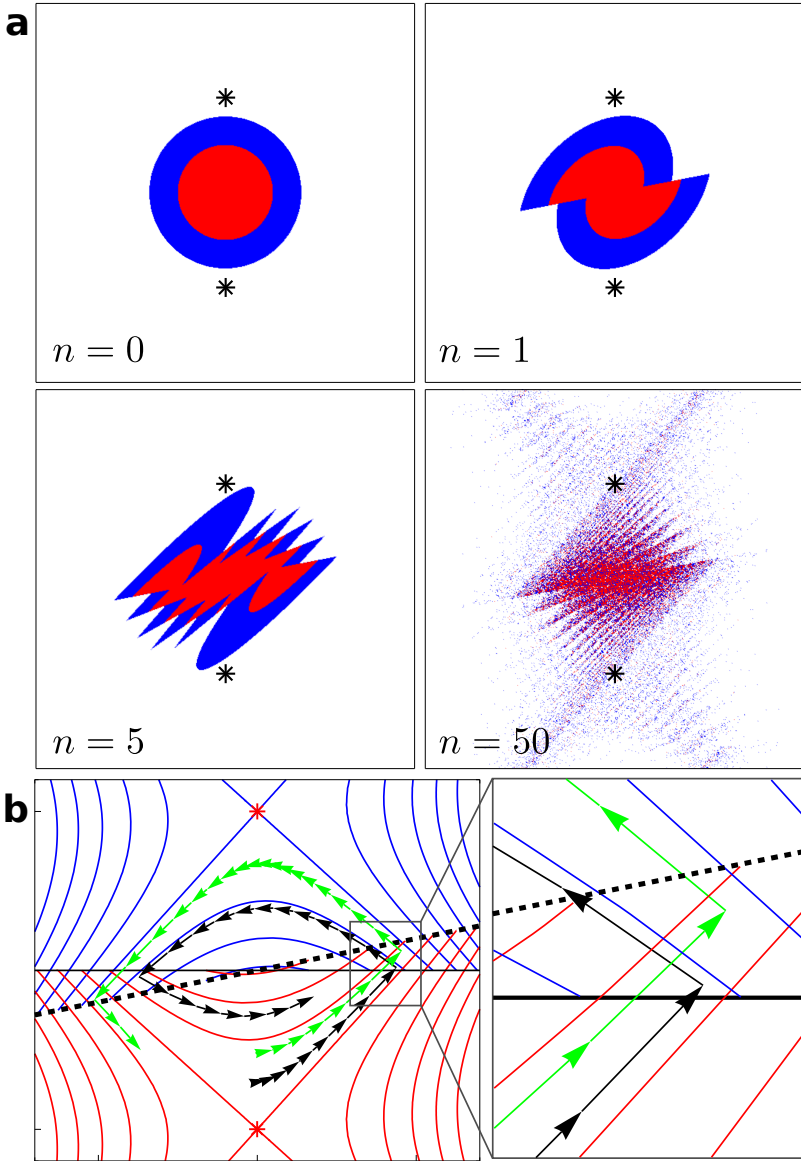 a
n = 0
n = 1
n = 5
n = 50
b